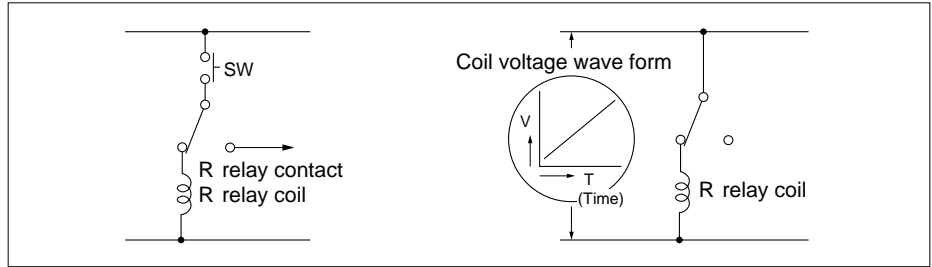 SW
R relay contact
R relay coil
Coil voltage wave form
V
T
(Time)
R relay coil